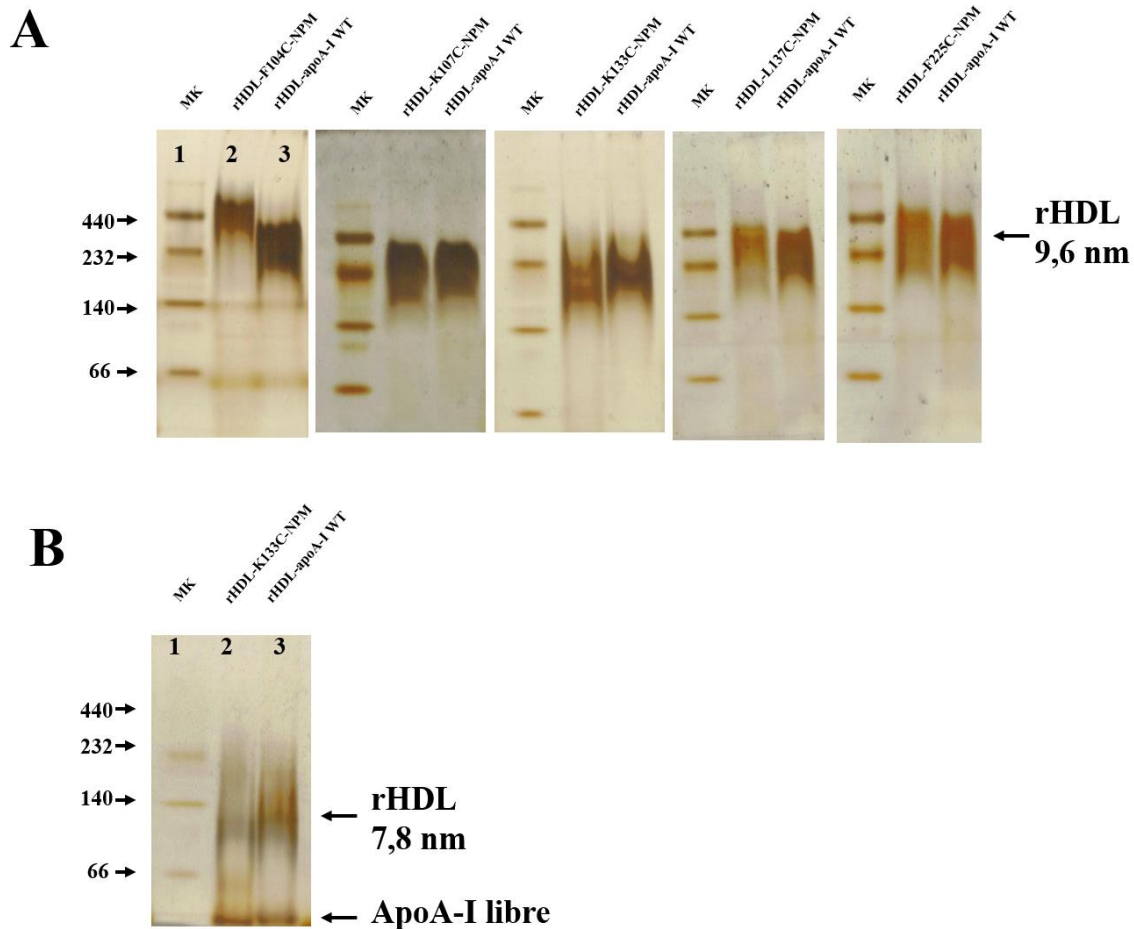 A
MK
rHDL-F104C-NPM
rHDL-apoA-I WT
MK
rHDL-K107C-NPM
rHDL-apoA-I WT
MK
rHDL-K133C-NPM
rHDL-apoA-I WT
MK
rHDL-L137C-NPM
rHDL-apoA-I WT
MK
rHDL-F225C-NPM
rHDL-apoA-I WT
1 2 3
440
232
140
66
rHDL
9,6 nm
B
MK
rHDL-K133C-NPM
rHDL-apoA-I WT
1 2 3
440
232
140
66
rHDL
7,8 nm
ApoA-I libre